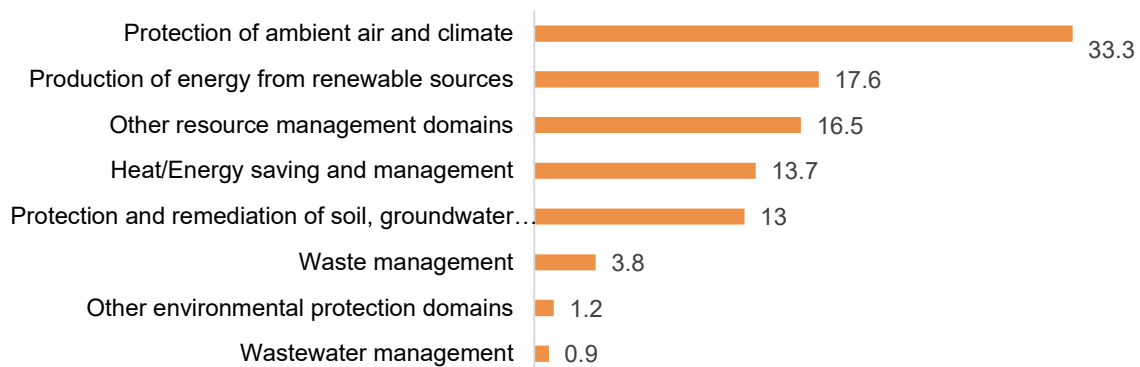 Protection of ambient air and climate
33.3
Production of energy from renewable sources
17.6
Other resource management domains
16.5
Heat/Energy saving and management
13.7
Protection and remediation of soil, groundwater…
13
Waste management
3.8
Other environmental protection domains
1.2
Wastewater management
0.9